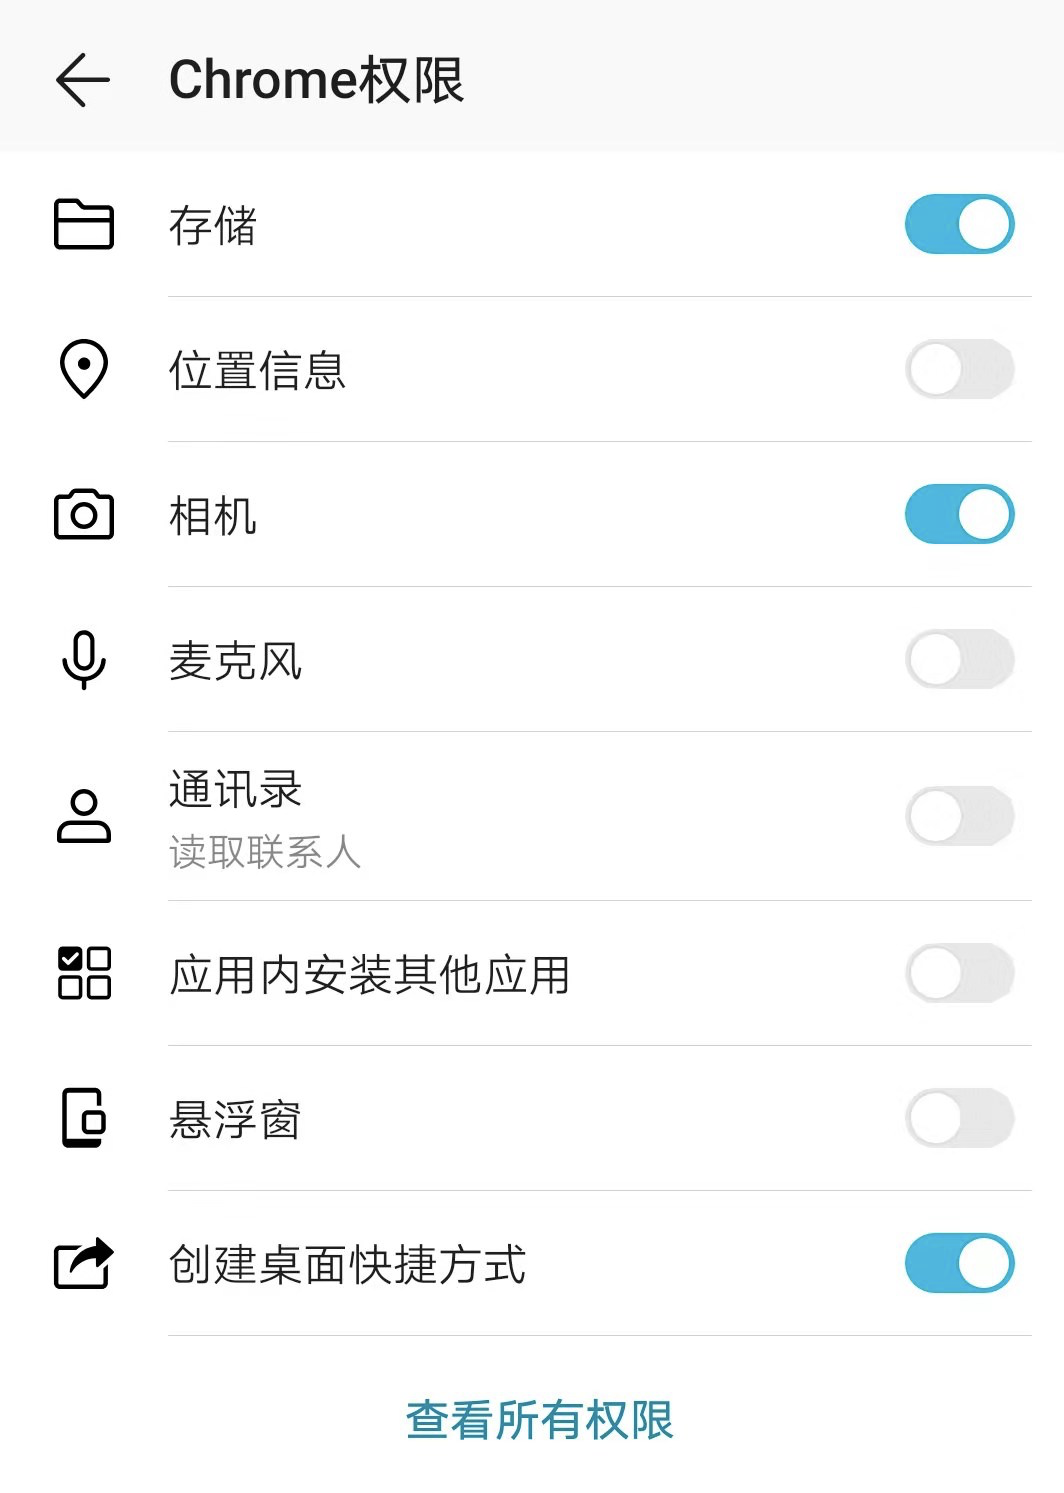 Chrome权限
存储
位置信息
相机
麦克风
通讯录
读取联系人
应用内安装其他应用
悬浮窗
创建桌面快捷方式
查看所有权限